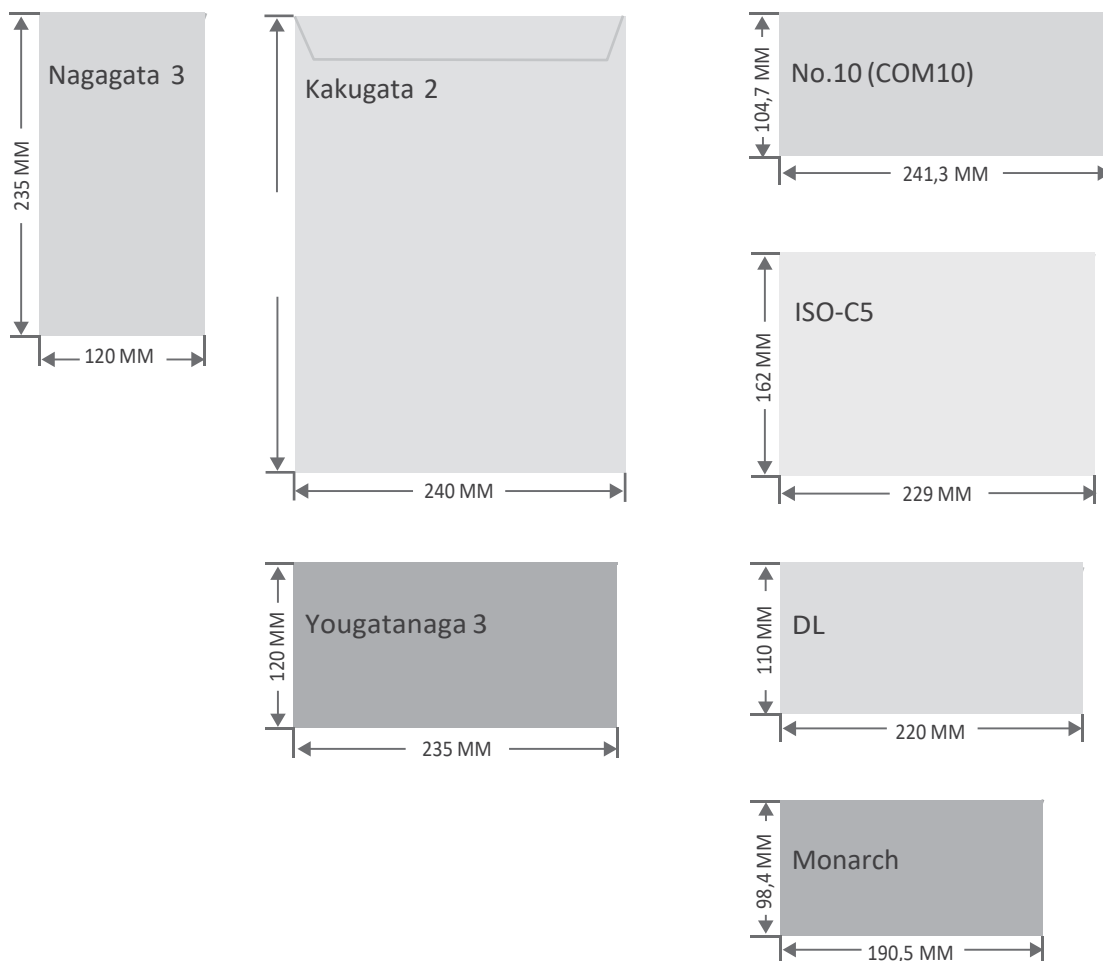 Nagagata 3
235 MM
120 MM
Kakugata 2
240 MM
Yougatanaga 3
120 MM
235 MM
No.10 (COM10)
104,7 MM
241,3 MM
ISO-C5
162 MM
229 MM
DL
110 MM
220 MM
Monarch
98,4 MM
190,5 MM